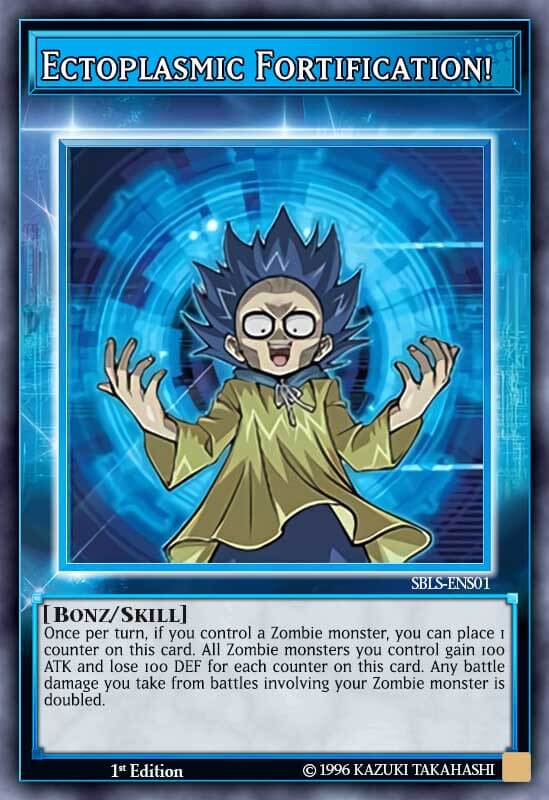 Ectoplasmic Fortification!
SBLS-ENS01
[Bonz/Skill]
Once per turn, if you control a Zombie monster, you can place 1
counter on this card. All Zombie monsters you control gain 100
ATK and lose 100 DEF for each counter on this card. Any battle
damage you take from battles involving your Zombie monster is
doubled.
1st Edition
© 1996 KAZUKI TAKAHASHI